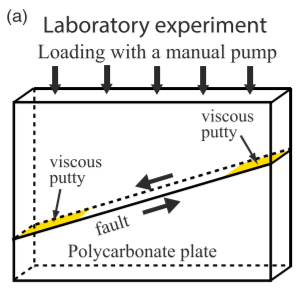 (a)
Laboratory experiment
Loading with a manual pump
viscous
putty
viscous
putty
fault
Polycarbonate plate